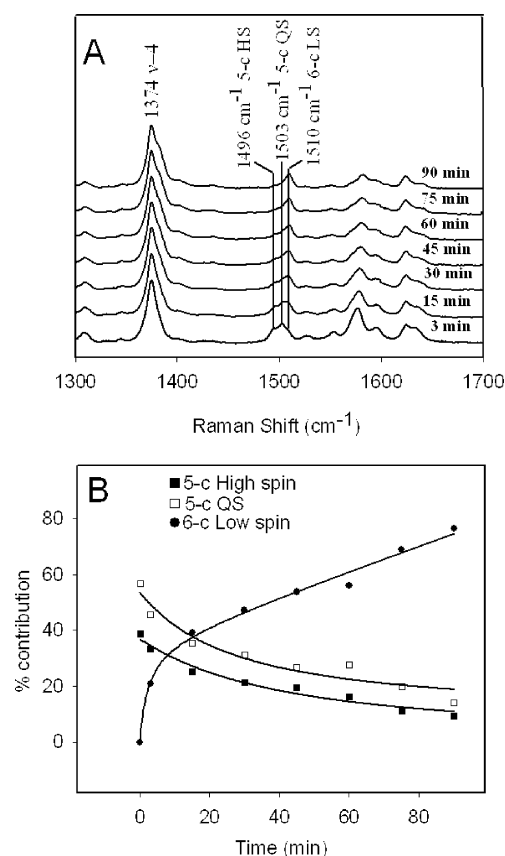 A
1374 ν–4
1496 cm⁻¹ 5-c HS
1503 cm⁻¹ 5-c QS
1510 cm⁻¹ 6-c LS
90 min
75 min
60 min
45 min
30 min
15 min
3 min
1300 1400 1500 1600 1700
Raman Shift (cm⁻¹)
B
5-c High spin
5-c QS
6-c Low spin
80
60
40
20
0
% contribution
0 20 40 60 80
Time (min)